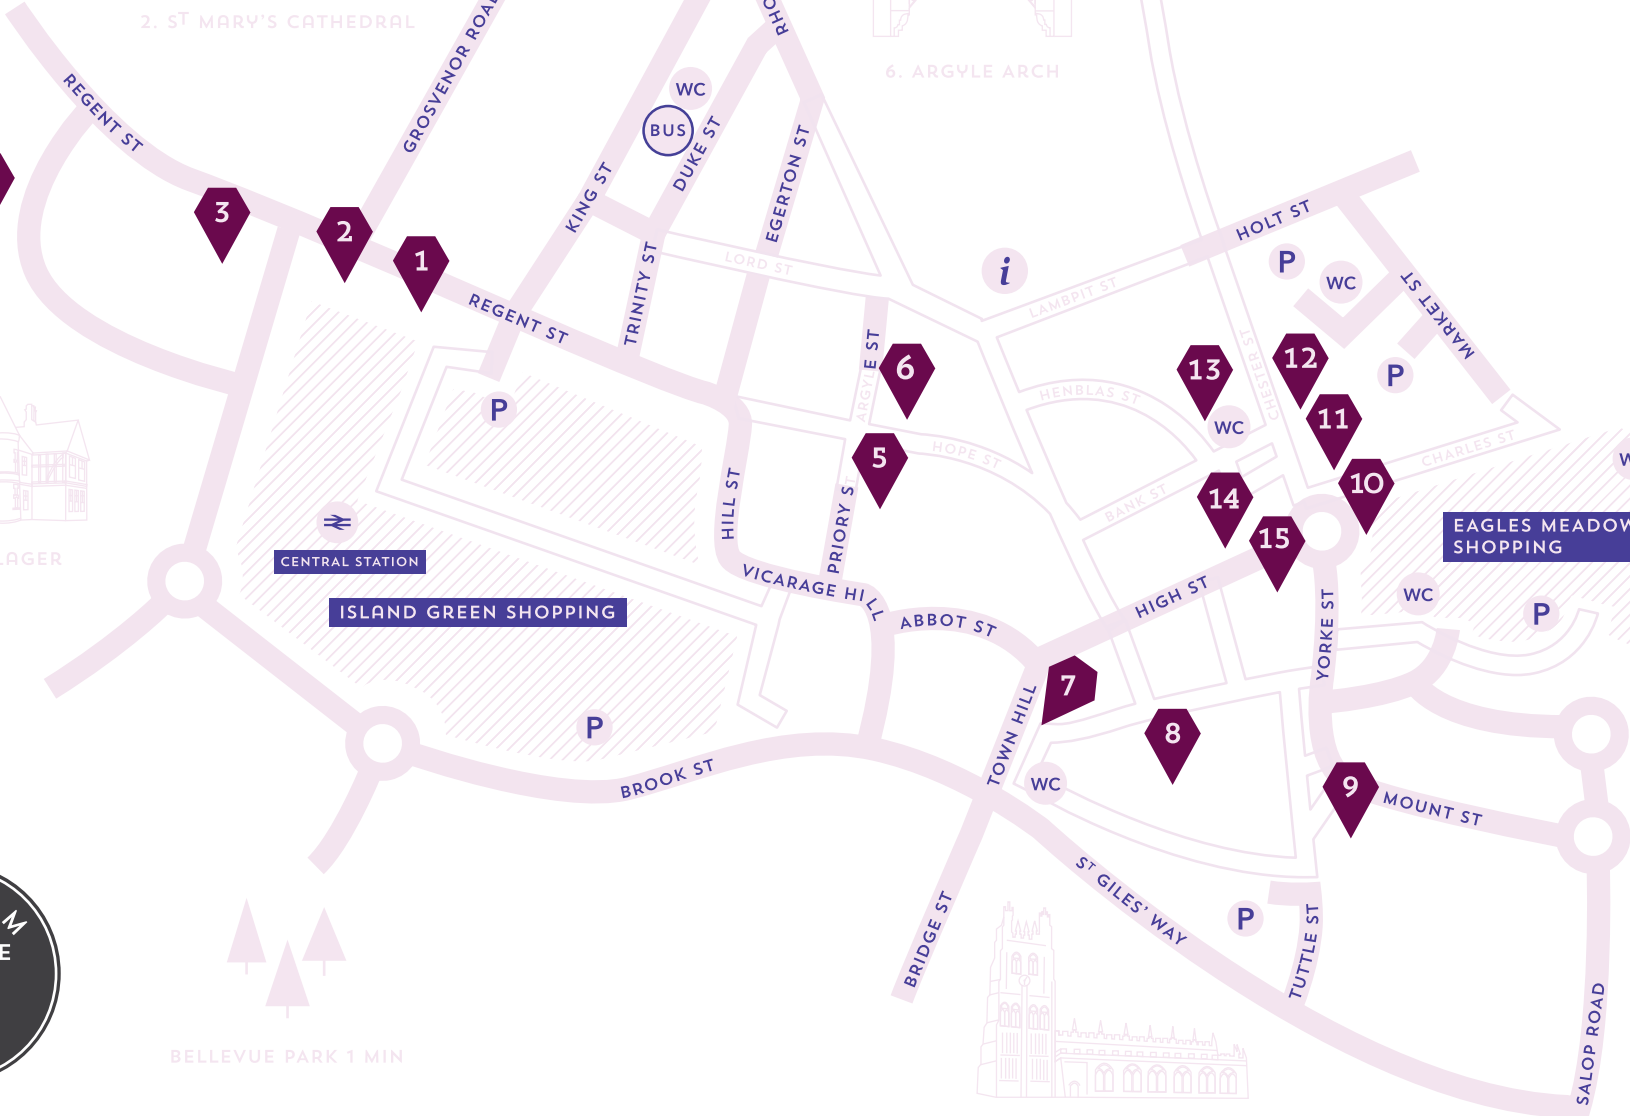 2. ST MARY'S CATHEDRAL
GROSVENOR ROAD
6. ARGYLE ARCH
REGENT ST
WC
BUS
DUKE ST
KING ST
EGERTON ST
HOLT ST
3
2
1
LORD ST
i
P
WC
LAMBPIT ST
MARKET ST
TRINITY ST
REGENT ST
ARGYLE ST
6
13
12
CHESTER ST
P
HENBLAS ST
11
WC
P
HOPE ST
CHARLES ST
5
10
14
BANK ST
HILL ST
PRIORY ST
15
EAGLES MEADOW
SHOPPING
CENTRAL STATION
LAGER
VICARAGE HILL
ISLAND GREEN SHOPPING
ABBOT ST
HIGH ST
WC
P
YORKE ST
7
TOWN HILL
8
P
BROOK ST
WC
9
MOUNT ST
ST GILES' WAY
P
BRIDGE ST
TUTTLE ST
M
E
SALOP ROAD
BELLEVUE PARK 1 MIN